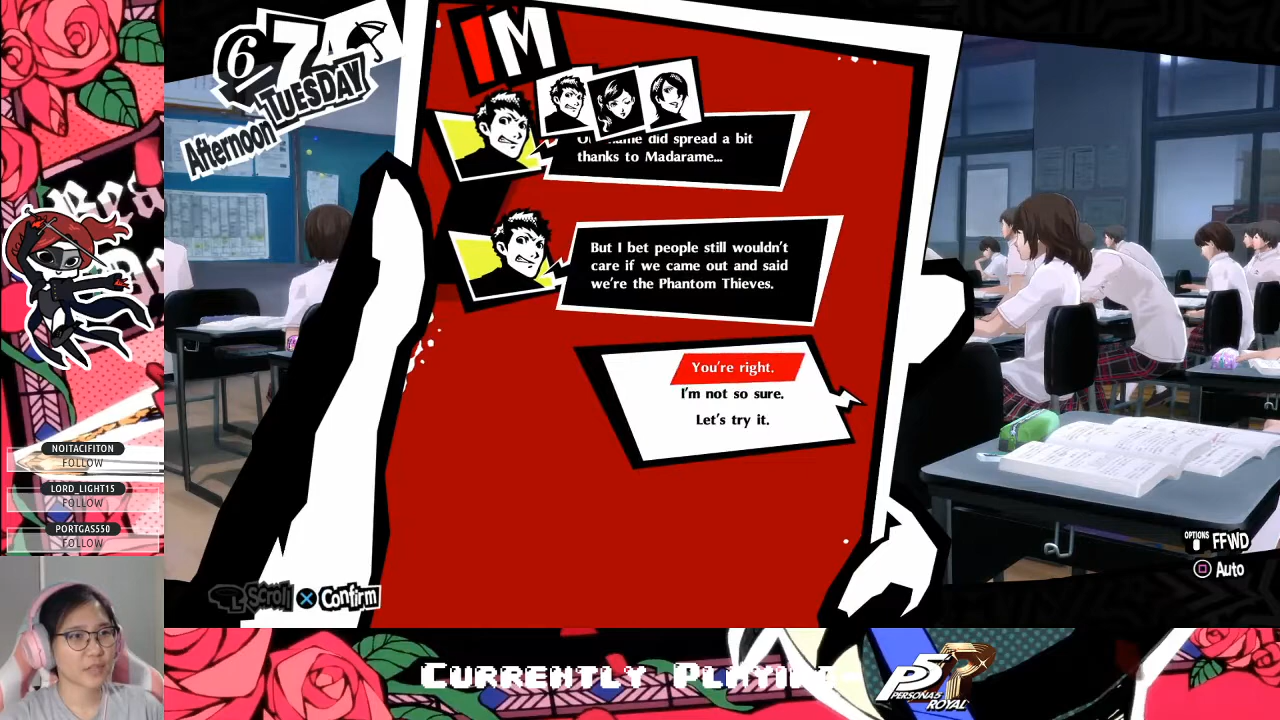 6/7
TUESDAY
Afternoon
IM
name did spread a bit
thanks to Madarame...
But I bet people still wouldn't
care if we came out and said
we're the Phantom Thieves.
You're right.
I'm not so sure.
Let's try it.
NOITACIFITON
FOLLOW
LORD_LIGHT15
FOLLOW
PORTGAS550
FOLLOW
OPTIONS
FFWD
Auto
L Scroll
Confirm
Currently Playing
P5R
PERSONA5
ROYAL